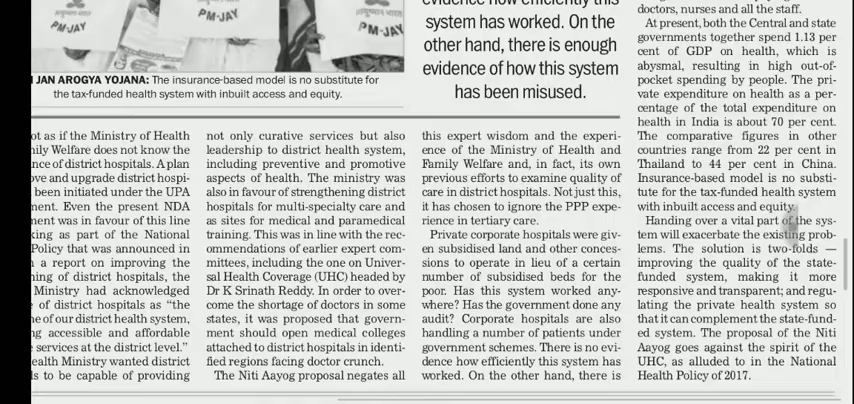 PM-JAY
PM-JAY
PM-JAY
JAN AROGYA YOJANA: The insurance-based model is no substitute for
the tax-funded health system with inbuilt access and equity.
evidence how efficiently this
system has worked. On the
other hand, there is enough
evidence of how this system
has been misused.
ot as if the Ministry of Health
ily Welfare does not know the
nce of district hospitals. A plan
ove and upgrade district hospi-
been initiated under the UPA
ment. Even the present NDA
ment was in favour of this line
king as part of the National
Policy that was announced in
a report on improving the
ning of district hospitals, the
Ministry had acknowledged
of district hospitals as “the
e of our district health system,
ng accessible and affordable
services at the district level.”
ealth Ministry wanted district
ls to be capable of providing
not only curative services but also
leadership to district health system,
including preventive and promotive
aspects of health. The ministry was
also in favour of strengthening district
hospitals for multi-specialty care and
as sites for medical and paramedical
training. This was in line with the rec-
ommendations of earlier expert com-
mittees, including the one on Univer-
sal Health Coverage (UHC) headed by
Dr K Srinath Reddy. In order to over-
come the shortage of doctors in some
states, it was proposed that govern-
ment should open medical colleges
attached to district hospitals in identi-
fied regions facing doctor crunch.
The Niti Aayog proposal negates all
this expert wisdom and the experi-
ence of the Ministry of Health and
Family Welfare and, in fact, its own
previous efforts to examine quality of
care in district hospitals. Not just this,
it has chosen to ignore the PPP expe-
rience in tertiary care.
Private corporate hospitals were giv-
en subsidised land and other conces-
sions to operate in lieu of a certain
number of subsidised beds for the
poor. Has this system worked any-
where? Has the government done any
audit? Corporate hospitals are also
handling a number of patients under
government schemes. There is no evi-
dence how efficiently this system has
worked. On the other hand, there is
doctors, nurses and all the staff.
At present, both the Central and state
governments together spend 1.13 per
cent of GDP on health, which is
abysmal, resulting in high out-of-
pocket spending by people. The pri-
vate expenditure on health as a per-
centage of the total expenditure on
health in India is about 70 per cent.
The comparative figures in other
countries range from 22 per cent in
Thailand to 44 per cent in China.
Insurance-based model is no substi-
tute for the tax-funded health system
with inbuilt access and equity.
Handing over a vital part of the sys-
tem will exacerbate the existing prob-
lems. The solution is two-folds —
improving the quality of the state-
funded system, making it more
responsive and transparent; and regu-
lating the private health system so
that it can complement the state-fund-
ed system. The proposal of the Niti
Aayog goes against the spirit of the
UHC, as alluded to in the National
Health Policy of 2017.